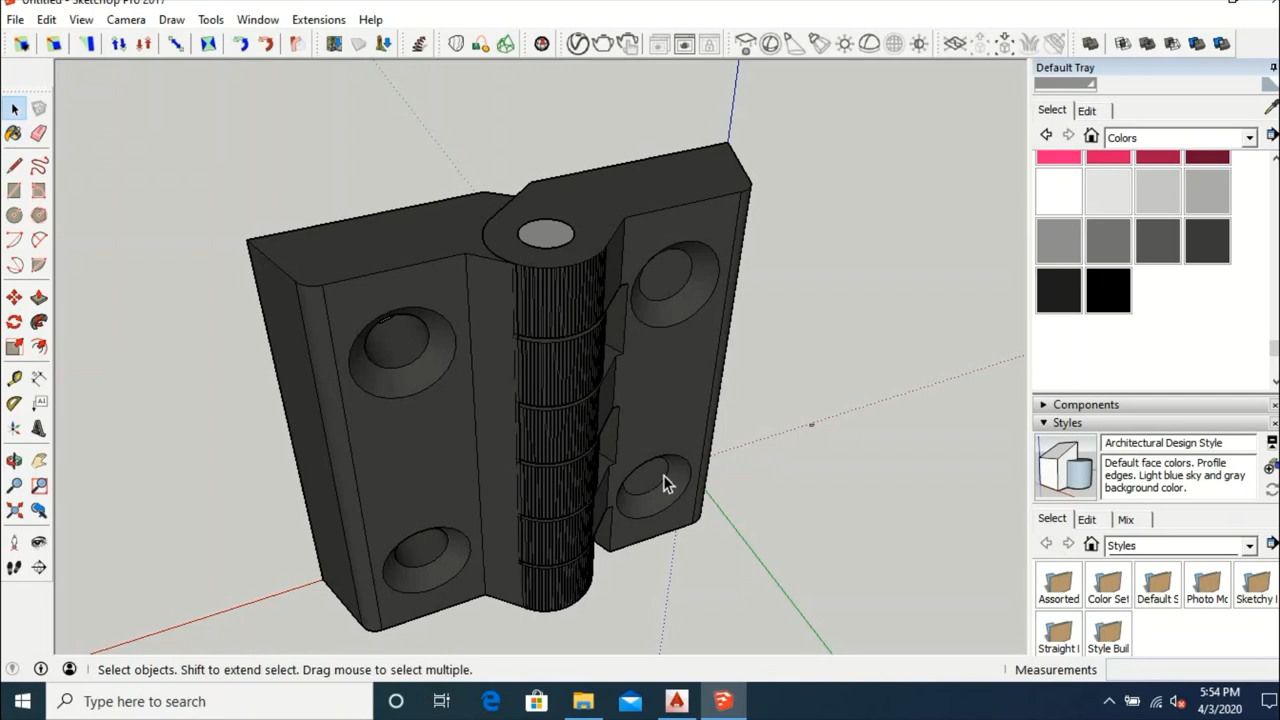 Untitled - SketchUp Pro 2017
File Edit View Camera Draw Tools Window Extensions Help
Default Tray
Select Edit
Colors
Components
Styles
Architectural Design Style
Default face colors. Profile
edges. Light blue sky and gray
background color.
Select Edit Mix
Styles
Assorted Color Set Default S Photo Mo Sketchy
Straight l Style Buil
Select objects. Shift to extend select. Drag mouse to select multiple.
Measurements
Type here to search
5:54 PM
4/3/2020